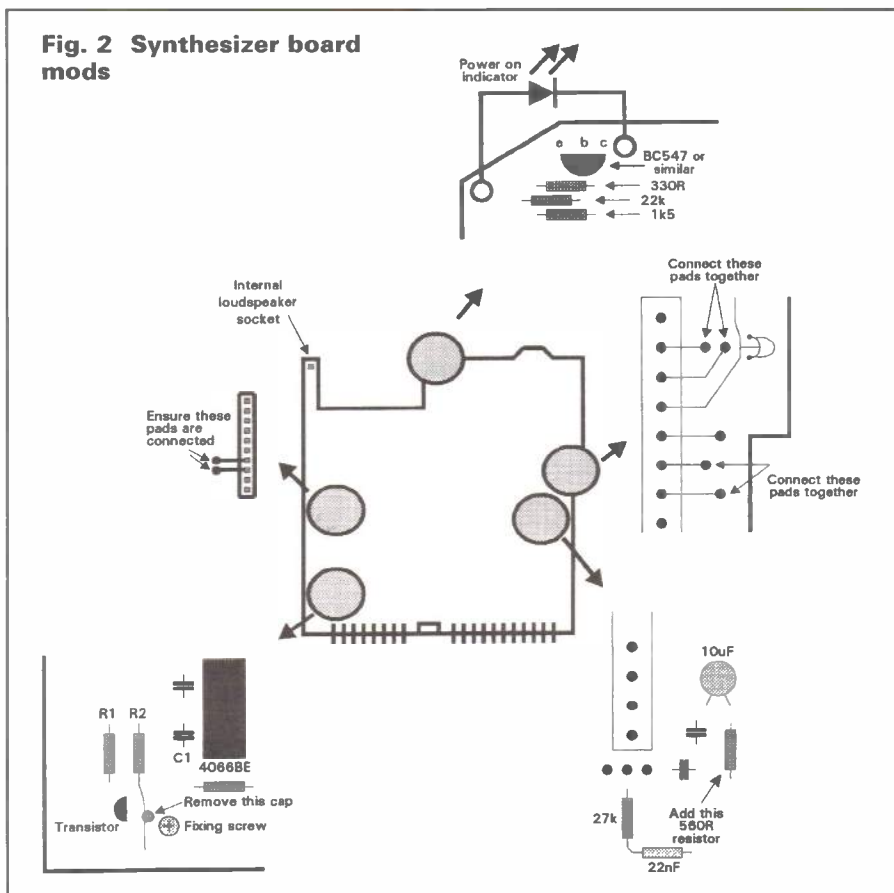 Fig. 2 Synthesizer board
mods
Power on
indicator
e b c
BC547 or
similar
330R
22k
1k5
Internal
loudspeaker
socket
Connect these
pads together
Ensure these
pads are
connected
Connect these
pads together
R1 R2
C1
4066BE
Remove this cap
Transistor
Fixing screw
10uF
27k
Add this
560R
resistor
22nF